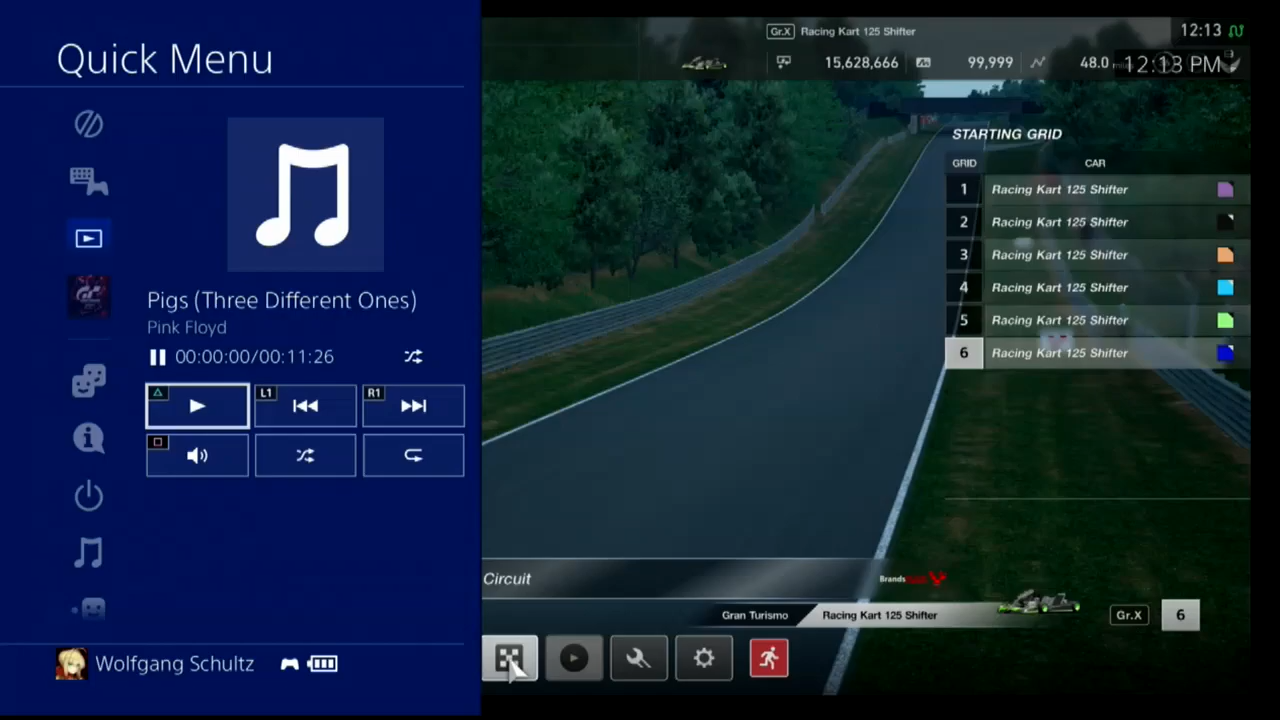 Quick Menu
Pigs (Three Different Ones)
Pink Floyd
00:00:00/00:11:26
L1
R1
Wolfgang Schultz
Gr.X Racing Kart 125 Shifter
12:13
15,628,666 99,999 48.0
12:13 PM
STARTING GRID
GRID CAR
1 Racing Kart 125 Shifter
2 Racing Kart 125 Shifter
3 Racing Kart 125 Shifter
4 Racing Kart 125 Shifter
5 Racing Kart 125 Shifter
6 Racing Kart 125 Shifter
Circuit
Brands
Gran Turismo Racing Kart 125 Shifter Gr.X 6